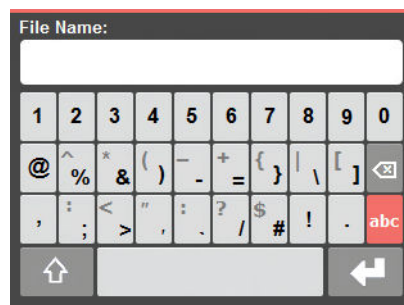 File Name:
1 2 3 4 5 6 7 8 9 0
@ ^ % * & ( ) _ - + = { } | \ [ ]
, : ; < > " ' : . ? / $ # ! . abc